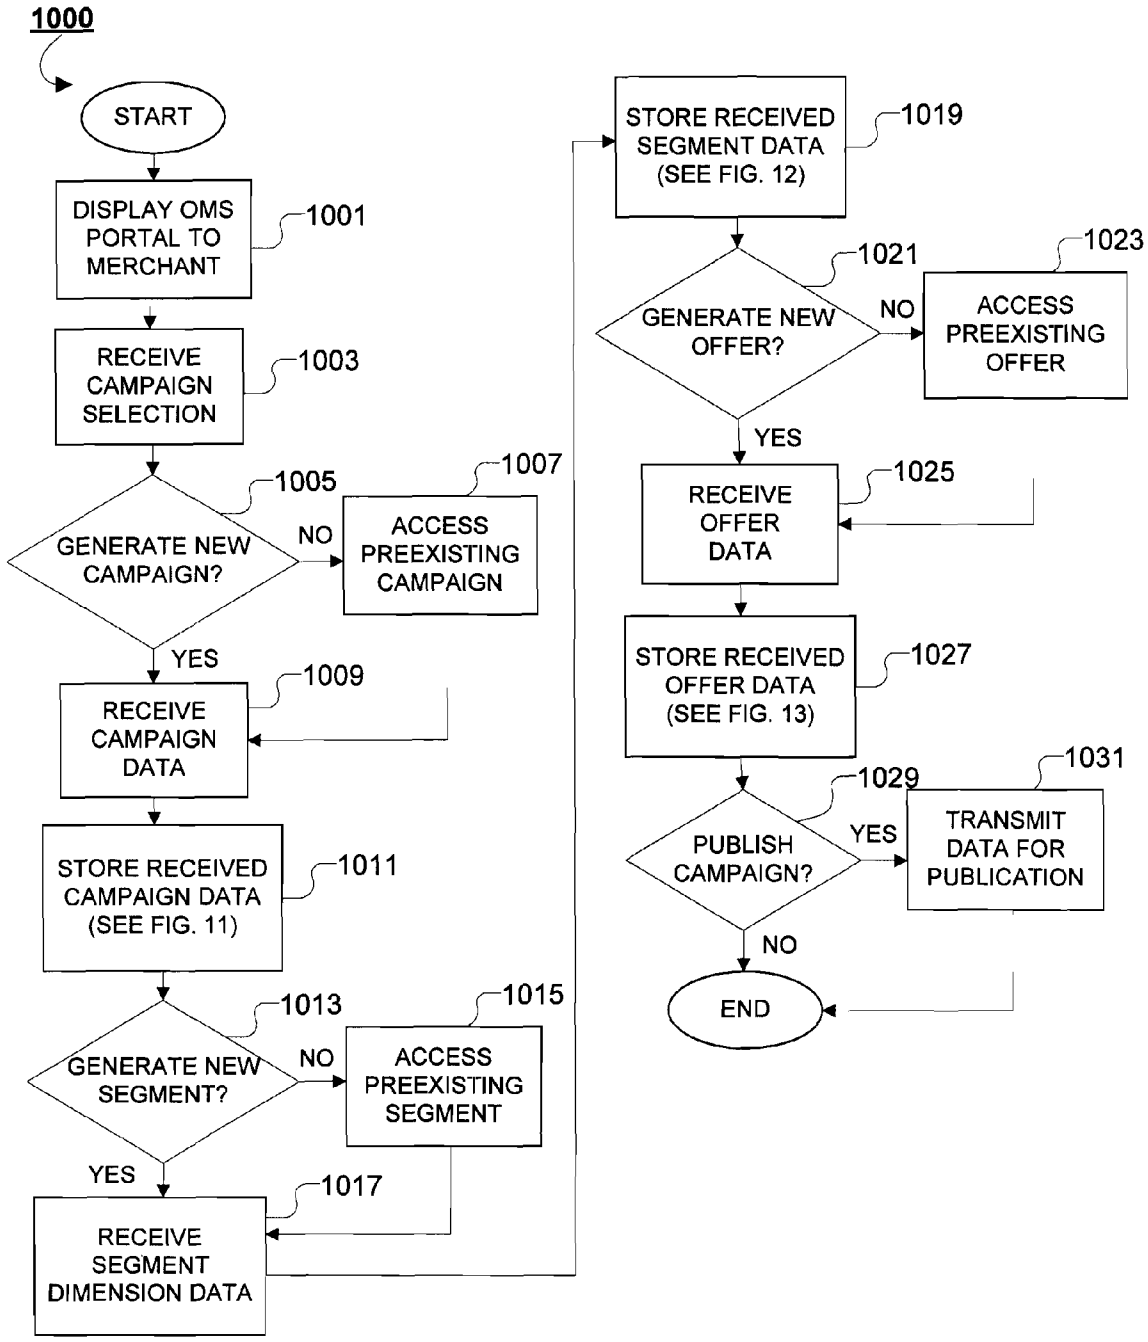 1000
START
DISPLAY OMS
PORTAL TO
MERCHANT
1001
RECEIVE
CAMPAIGN
SELECTION
1003
GENERATE NEW
CAMPAIGN?
1005
NO
ACCESS
PREEXISTING
CAMPAIGN
1007
YES
RECEIVE
CAMPAIGN
DATA
1009
STORE RECEIVED
CAMPAIGN DATA
(SEE FIG. 11)
1011
GENERATE NEW
SEGMENT?
1013
NO
ACCESS
PREEXISTING
SEGMENT
1015
YES
RECEIVE
SEGMENT
DIMENSION DATA
1017
STORE RECEIVED
SEGMENT DATA
(SEE FIG. 12)
1019
GENERATE NEW
OFFER?
1021
NO
ACCESS
PREEXISTING
OFFER
1023
YES
RECEIVE
OFFER
DATA
1025
STORE RECEIVED
OFFER DATA
(SEE FIG. 13)
1027
PUBLISH
CAMPAIGN?
1029
YES
TRANSMIT
DATA FOR
PUBLICATION
1031
NO
END